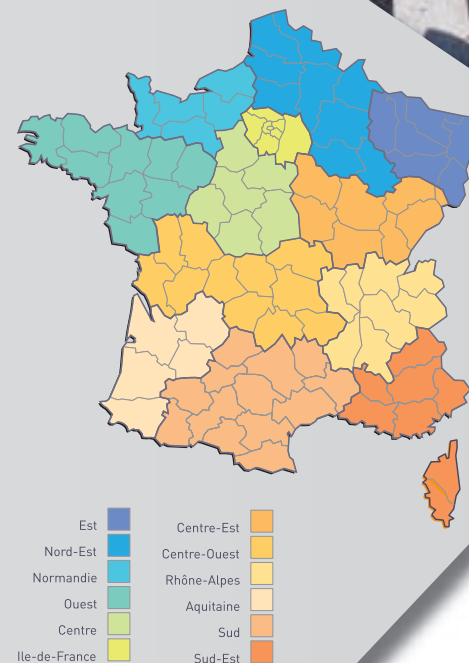 Est
Nord-Est
Normandie
Ouest
Centre
Ile-de-France
Centre-Est
Centre-Ouest
Rhône-Alpes
Aquitaine
Sud
Sud-Est